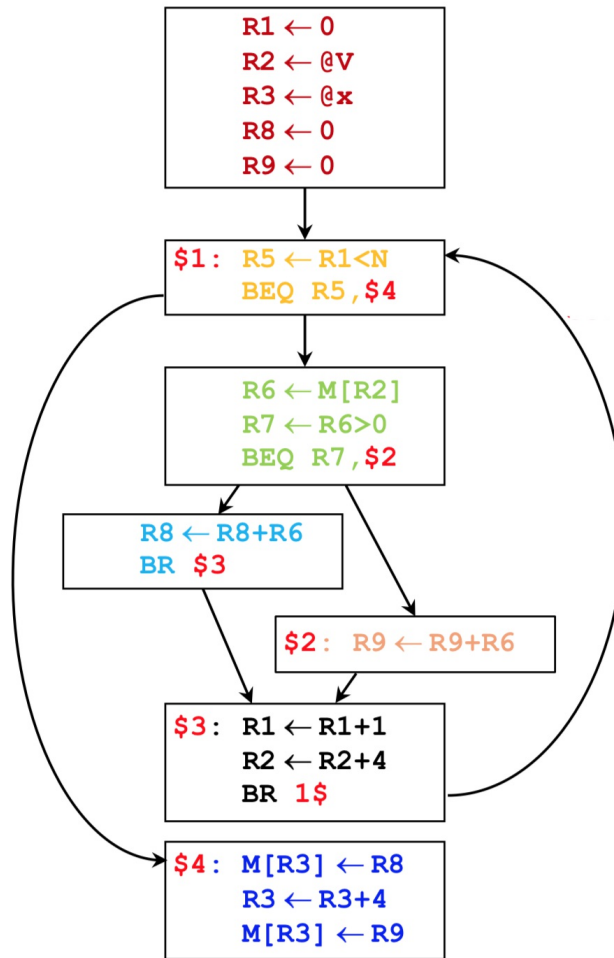 R1 ← 0
R2 ← @V
R3 ← @x
R8 ← 0
R9 ← 0
$1: R5 ← R1<N
BEQ R5,$4
R6 ← M[R2]
R7 ← R6>0
BEQ R7,$2
R8 ← R8+R6
BR $3
$2: R9 ← R9+R6
$3: R1 ← R1+1
R2 ← R2+4
BR 1$
$4: M[R3] ← R8
R3 ← R3+4
M[R3] ← R9